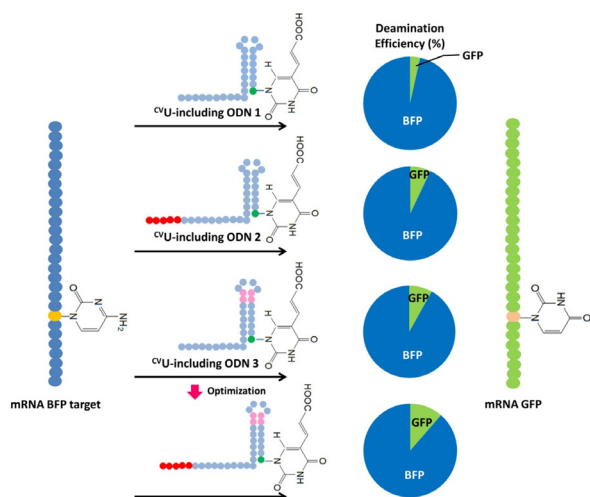 HOOC
Deamination
Efficiency (%)
GFP
BFP
H
N
O
NH
O
CVU-including ODN 1
HOOC
GFP
BFP
H
N
O
NH
O
CVU-including ODN 2
HOOC
GFP
BFP
H
N
O
NH
O
CVU-including ODN 3
O
N
N
NH2
O
NH
N
O
mRNA BFP target
Optimization
mRNA GFP
HOOC
GFP
BFP
H
N
O
N
H
O